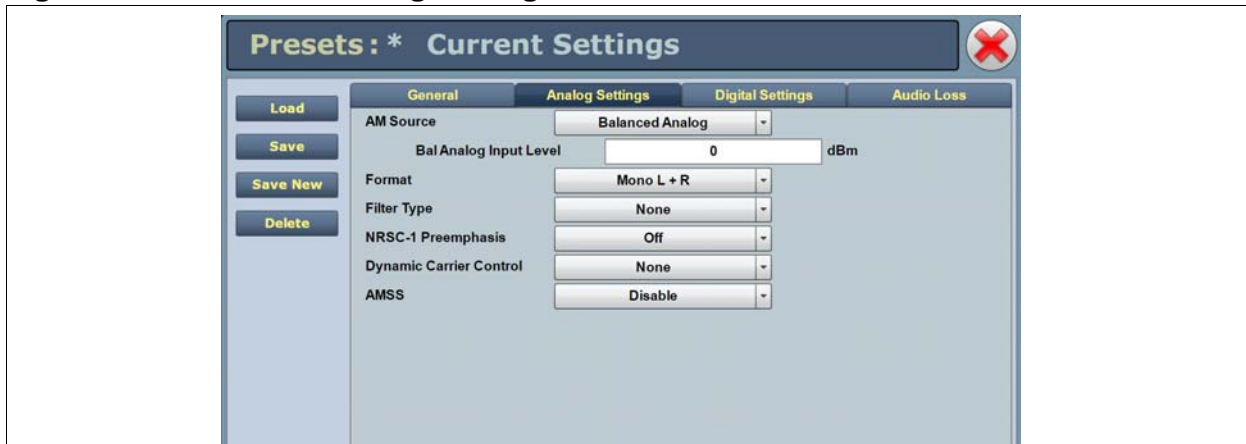 Presets:* Current Settings
Load
Save
Save New
Delete
General Analog Settings Digital Settings Audio Loss
AM Source Balanced Analog
Bal Analog Input Level 0 dBm
Format Mono L + R
Filter Type None
NRSC-1 Preemphasis Off
Dynamic Carrier Control None
AMSS Disable